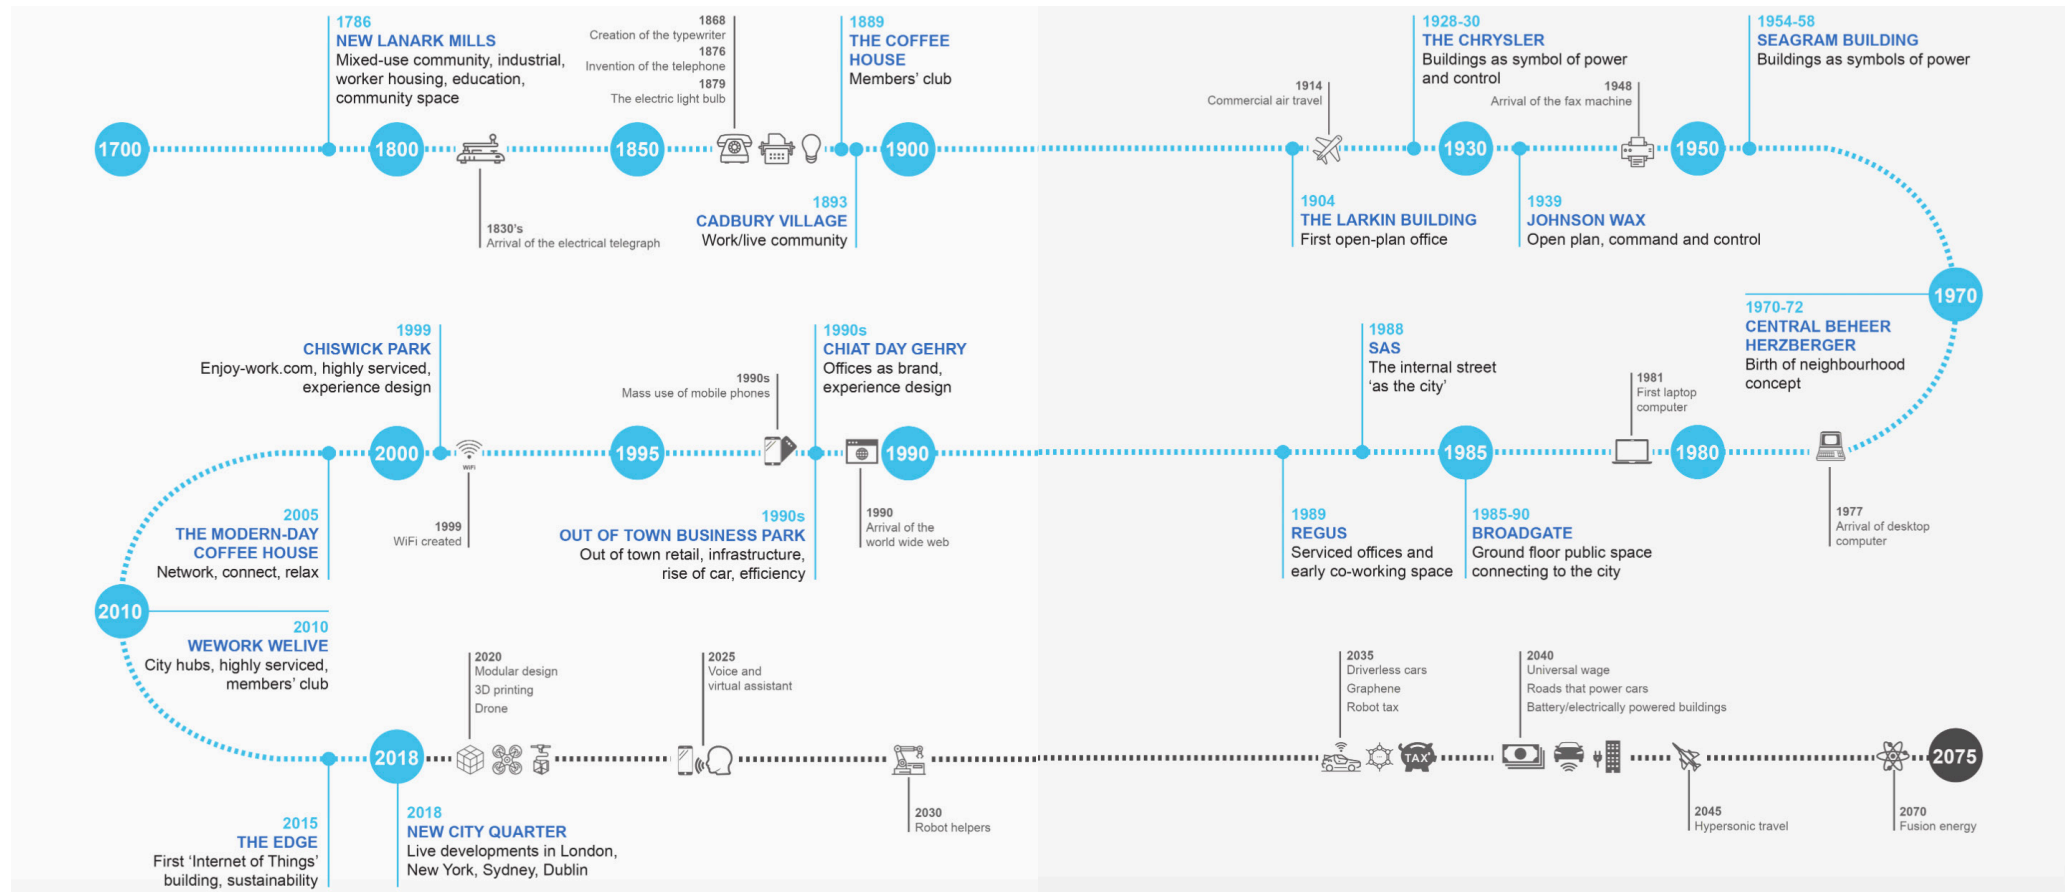 1786
NEW LANARK MILLS
Mixed-use community, industrial,
worker housing, education,
community space
1868
Creation of the typewriter
1876
Invention of the telephone
1879
The electric light bulb
1889
THE COFFEE
HOUSE
Members' club
1914
Commercial air travel
1928-30
THE CHRYSLER
Buildings as symbol of power
and control
1948
Arrival of the fax machine
1954-58
SEAGRAM BUILDING
Buildings as symbols of power
1700
1800
1850
1900
1930
1950
1830's
Arrival of the electrical telegraph
1893
CADBURY VILLAGE
Work/live community
1904
THE LARKIN BUILDING
First open-plan office
1939
JOHNSON WAX
Open plan, command and control
1970
1970-72
CENTRAL BEHEER
HERZBERGER
Birth of neighbourhood
concept
1999
CHISWICK PARK
Enjoy-work.com, highly serviced,
experience design
1990s
Mass use of mobile phones
1990s
CHIAT DAY GEHRY
Offices as brand,
experience design
1988
SAS
The internal street
'as the city'
1981
First laptop
computer
2000
WiFi
1995
1990
1985
1980
2005
THE MODERN-DAY
COFFEE HOUSE
Network, connect, relax
1999
WiFi created
1990s
OUT OF TOWN BUSINESS PARK
Out of town retail, infrastructure,
rise of car, efficiency
1990
Arrival of the
world wide web
1989
REGUS
Serviced offices and
early co-working space
1985-90
BROADGATE
Ground floor public space
connecting to the city
1977
Arrival of desktop
computer
2010
2010
WEWORK WELIVE
City hubs, highly serviced,
members' club
2020
Modular design
3D printing
Drone
2025
Voice and
virtual assistant
2035
Driverless cars
Graphene
Robot tax
2040
Universal wage
Roads that power cars
Battery/electrically powered buildings
2018
TAX
2075
2015
THE EDGE
First 'Internet of Things'
building, sustainability
2018
NEW CITY QUARTER
Live developments in London,
New York, Sydney, Dublin
2030
Robot helpers
2045
Hypersonic travel
2070
Fusion energy